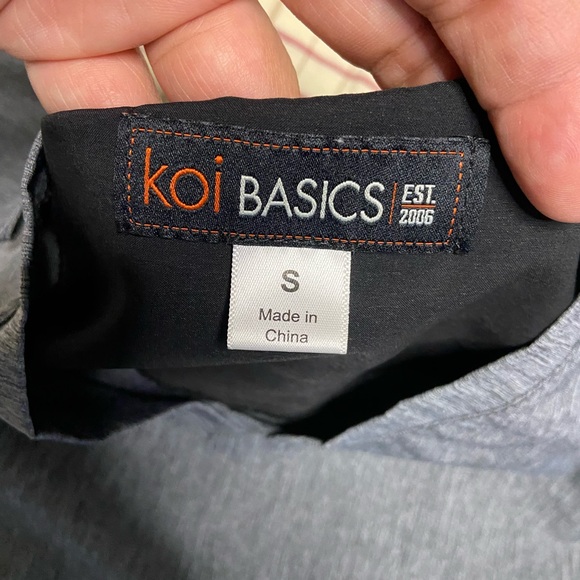 koi BASICS EST. 2006
S
Made in
China